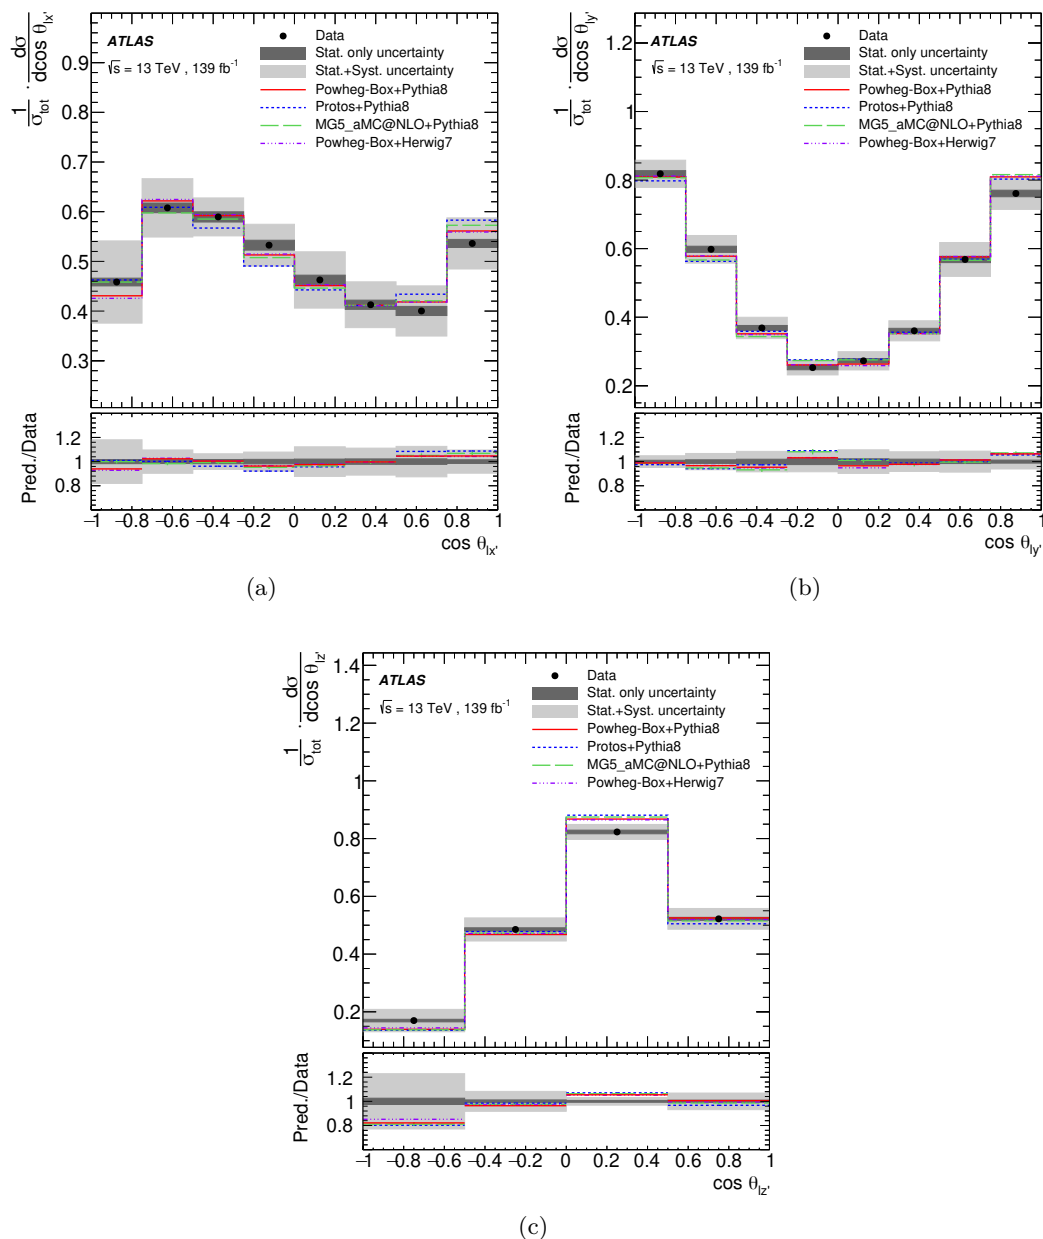 1/σtot · dσ/dcos θlx'
ATLAS
√s = 13 TeV , 139 fb⁻¹
Data
Stat. only uncertainty
Stat.+Syst. uncertainty
Powheg-Box+Pythia8
Protos+Pythia8
MG5_aMC@NLO+Pythia8
Powheg-Box+Herwig7
0.9
0.8
0.7
0.6
0.5
0.4
0.3
Pred./Data
1.2
1
0.8
−1 −0.8 −0.6 −0.4 −0.2 0 0.2 0.4 0.6 0.8 1
cos θlx'
(a)
1/σtot · dσ/dcos θly'
ATLAS
√s = 13 TeV , 139 fb⁻¹
Data
Stat. only uncertainty
Stat.+Syst. uncertainty
Powheg-Box+Pythia8
Protos+Pythia8
MG5_aMC@NLO+Pythia8
Powheg-Box+Herwig7
1.2
1
0.8
0.6
0.4
0.2
Pred./Data
1.2
1
0.8
−1 −0.8 −0.6 −0.4 −0.2 0 0.2 0.4 0.6 0.8 1
cos θly'
(b)
1/σtot · dσ/dcos θlz'
ATLAS
√s = 13 TeV , 139 fb⁻¹
Data
Stat. only uncertainty
Stat.+Syst. uncertainty
Powheg-Box+Pythia8
Protos+Pythia8
MG5_aMC@NLO+Pythia8
Powheg-Box+Herwig7
1.4
1.2
1
0.8
0.6
0.4
0.2
Pred./Data
1.2
1
0.8
−1 −0.8 −0.6 −0.4 −0.2 0 0.2 0.4 0.6 0.8 1
cos θlz'
(c)